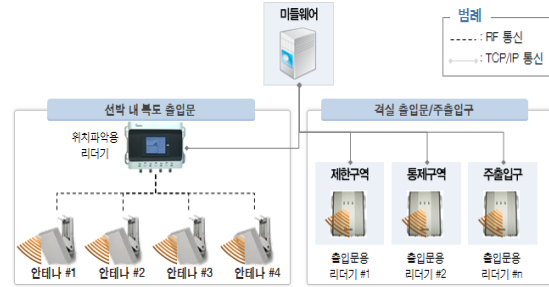 미들웨어
범례
: RF 통신
: TCP/IP 통신
선박 내 복도 출입문
위치파악용
리더기
안테나 #1
안테나 #2
안테나 #3
안테나 #4
격실 출입문/주출입구
제한구역
통제구역
주출입구
출입문용
리더기 #1
출입문용
리더기 #2
출입문용
리더기 #n